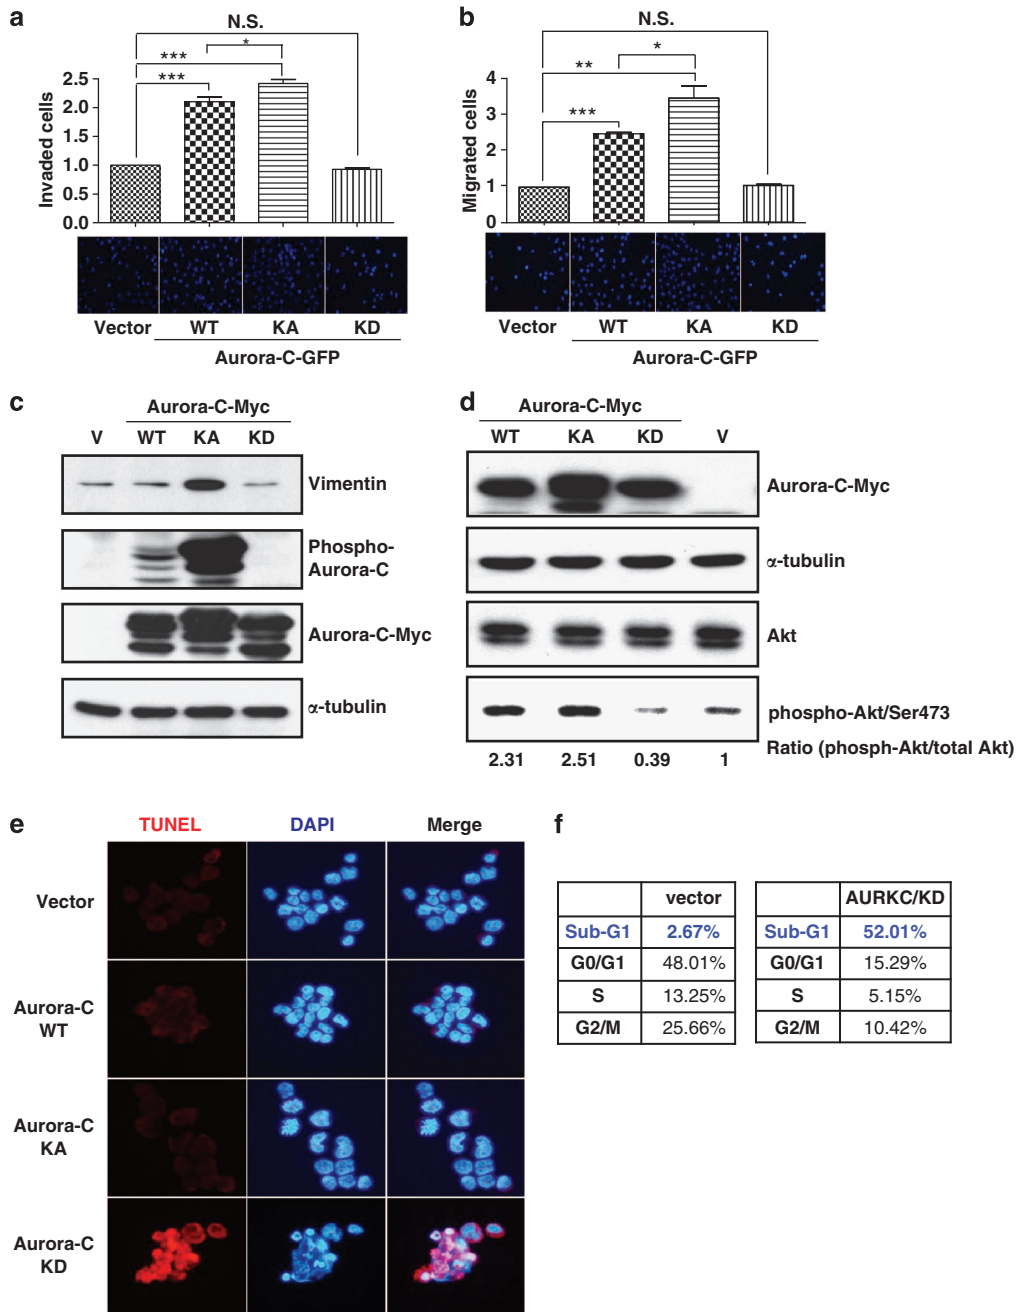 a
N.S.
*
***
***
Invaded cells
2.5
2.0
1.5
1.0
0.5
0.0
Vector WT KA KD
Aurora-C-GFP
b
N.S.
*
**
***
Migrated cells
4
3
2
1
0
Vector WT KA KD
Aurora-C-GFP
c
Aurora-C-Myc
V WT KA KD
Vimentin
Phospho-
Aurora-C
Aurora-C-Myc
α-tubulin
d
Aurora-C-Myc
WT KA KD V
Aurora-C-Myc
α-tubulin
Akt
phospho-Akt/Ser473
Ratio (phosph-Akt/total Akt)
2.31 2.51 0.39 1
e
TUNEL DAPI Merge
Vector
Aurora-C
WT
Aurora-C
KA
Aurora-C
KD
f
vector
Sub-G1 2.67%
G0/G1 48.01%
S 13.25%
G2/M 25.66%
AURKC/KD
Sub-G1 52.01%
G0/G1 15.29%
S 5.15%
G2/M 10.42%